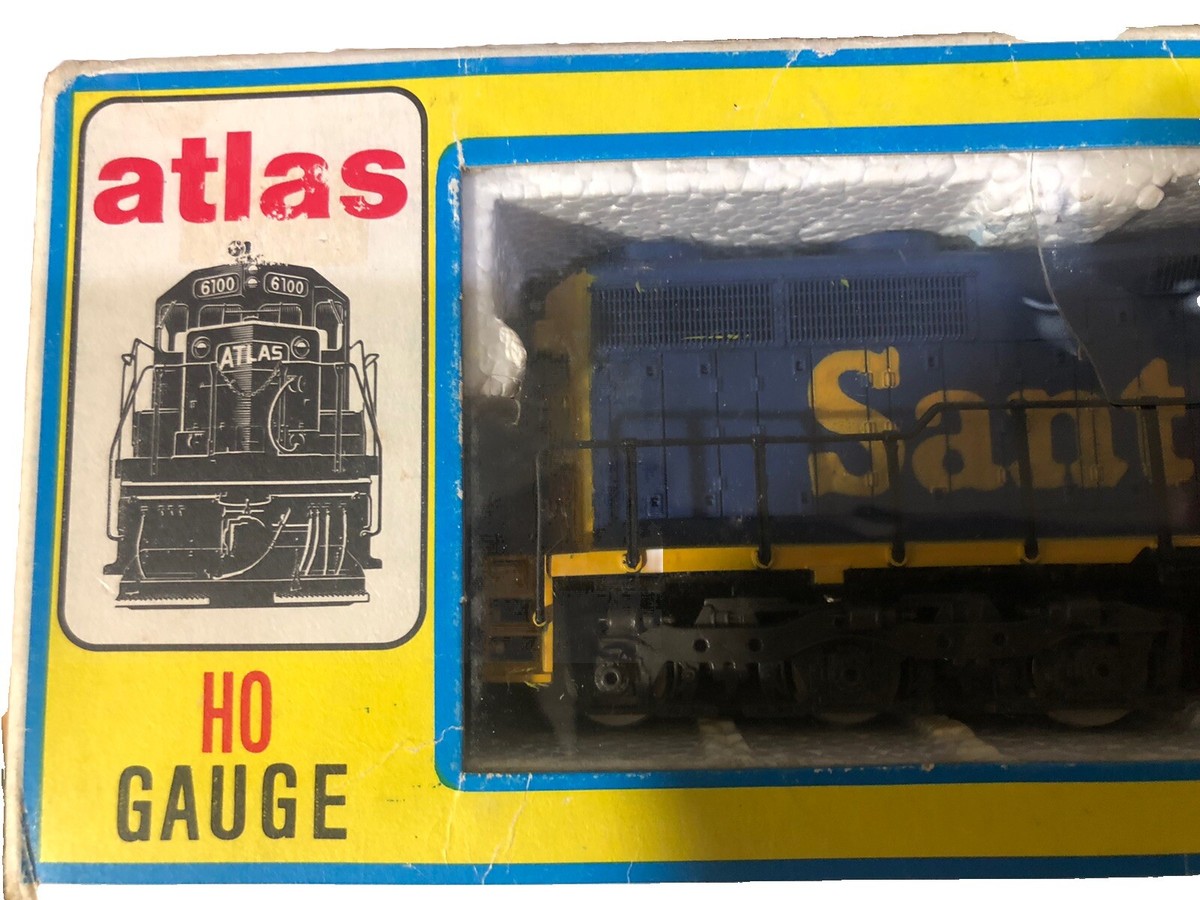 atlas
6100 6100
ATLAS
HO
GAUGE
Sant